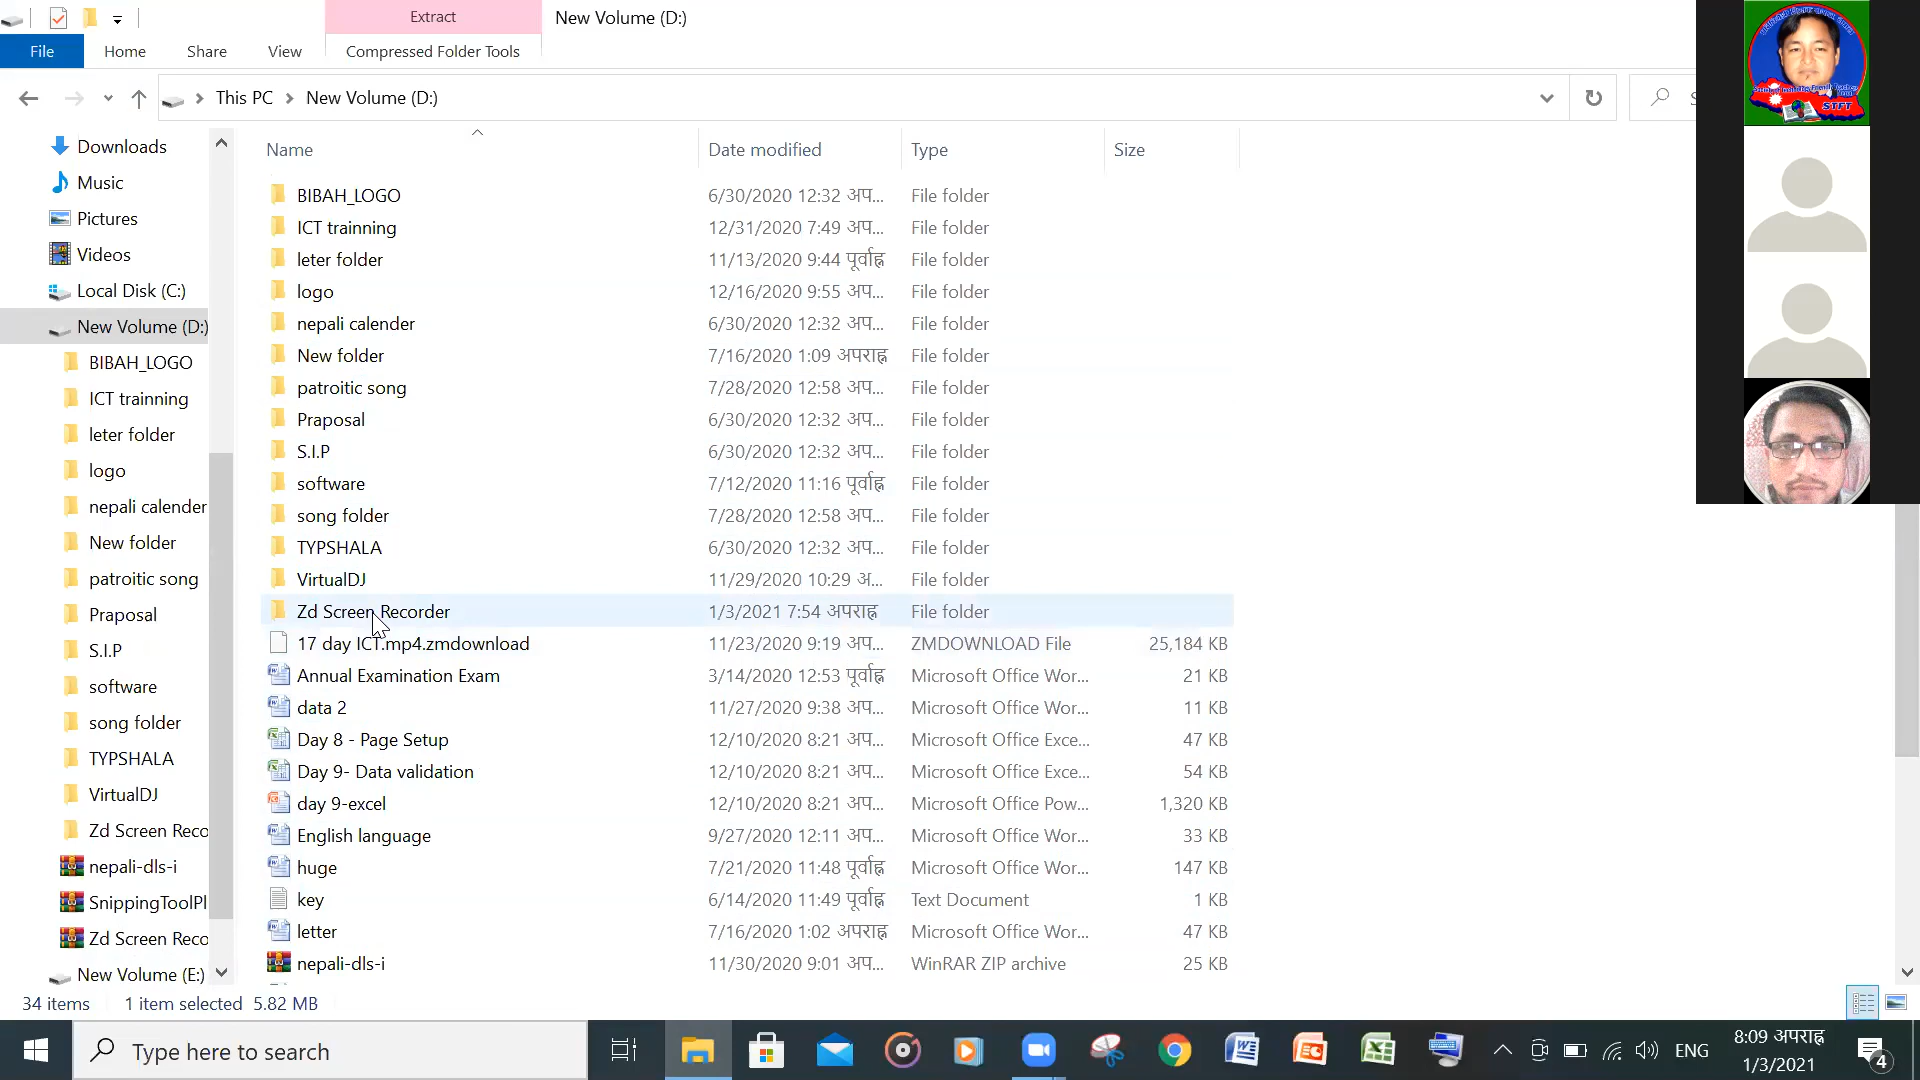 Extract
New Volume (D:)
File
Home
Share
View
Compressed Folder Tools
This PC
New Volume (D:)
Downloads
Music
Pictures
Videos
Local Disk (C:)
New Volume (D:)
BIBAH_LOGO
ICT trainning
leter folder
logo
nepali calender
New folder
patroitic song
Praposal
S.I.P
software
song folder
TYPSHALA
VirtualDJ
Zd Screen Reco
nepali-dls-i
SnippingToolPl
Zd Screen Reco
New Volume (E:)
Name Date modified Type Size
BIBAH_LOGO 6/30/2020 12:32 अप... File folder
ICT trainning 12/31/2020 7:49 अप... File folder
leter folder 11/13/2020 9:44 पूर्वाह्न File folder
logo 12/16/2020 9:55 अप... File folder
nepali calender 6/30/2020 12:32 अप... File folder
New folder 7/16/2020 1:09 अपराह्न File folder
patroitic song 7/28/2020 12:58 अप... File folder
Praposal 6/30/2020 12:32 अप... File folder
S.I.P 6/30/2020 12:32 अप... File folder
software 7/12/2020 11:16 पूर्वाह्न File folder
song folder 7/28/2020 12:58 अप... File folder
TYPSHALA 6/30/2020 12:32 अप... File folder
VirtualDJ 11/29/2020 10:29 अ... File folder
Zd Screen Recorder 1/3/2021 7:54 अपराह्न File folder
17 day ICT.mp4.zmdownload 11/23/2020 9:19 अप... ZMDOWNLOAD File 25,184 KB
Annual Examination Exam 3/14/2020 12:53 पूर्वाह्न Microsoft Office Wor... 21 KB
data 2 11/27/2020 9:38 अप... Microsoft Office Wor... 11 KB
Day 8 - Page Setup 12/10/2020 8:21 अप... Microsoft Office Exce... 47 KB
Day 9- Data validation 12/10/2020 8:21 अप... Microsoft Office Exce... 54 KB
day 9-excel 12/10/2020 8:21 अप... Microsoft Office Pow... 1,320 KB
English language 9/27/2020 12:11 अप... Microsoft Office Wor... 33 KB
huge 7/21/2020 11:48 पूर्वाह्न Microsoft Office Wor... 147 KB
key 6/14/2020 11:49 पूर्वाह्न Text Document 1 KB
letter 7/16/2020 1:02 अपराह्न Microsoft Office Wor... 47 KB
nepali-dls-i 11/30/2020 9:01 अप... WinRAR ZIP archive 25 KB
STFT
34 items 1 item selected 5.82 MB
Type here to search
ENG
8:09 अपराह्न
1/3/2021
4